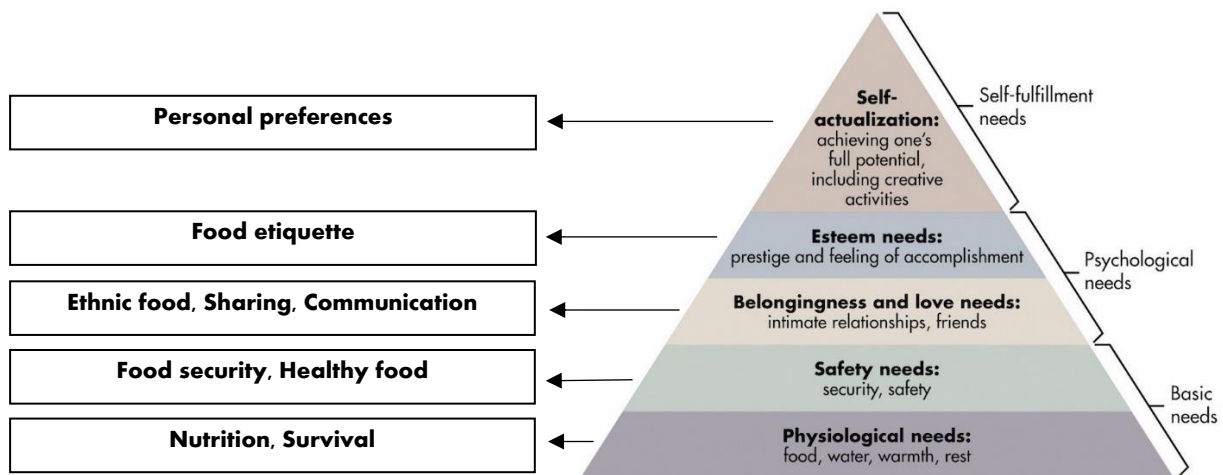 Personal preferences
Self-
actualization:
achieving one's
full potential,
including creative
activities
Self-fulfillment
needs
Food etiquette
Esteem needs:
prestige and feeling of accomplishment
Psychological
needs
Ethnic food, Sharing, Communication
Belongingness and love needs:
intimate relationships, friends
Food security, Healthy food
Safety needs:
security, safety
Basic
needs
Nutrition, Survival
Physiological needs:
food, water, warmth, rest